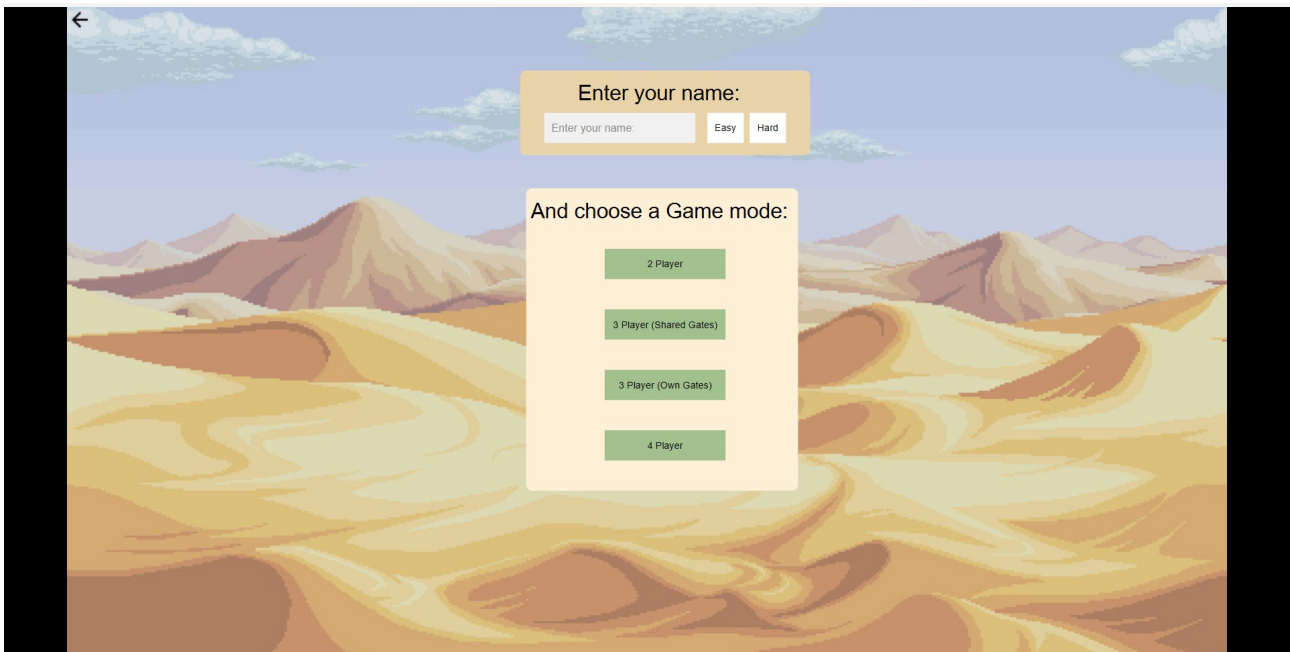 Enter your name:
Enter your name: Easy Hard
And choose a Game mode:
2 Player
3 Player (Shared Gates)
3 Player (Own Gates)
4 Player